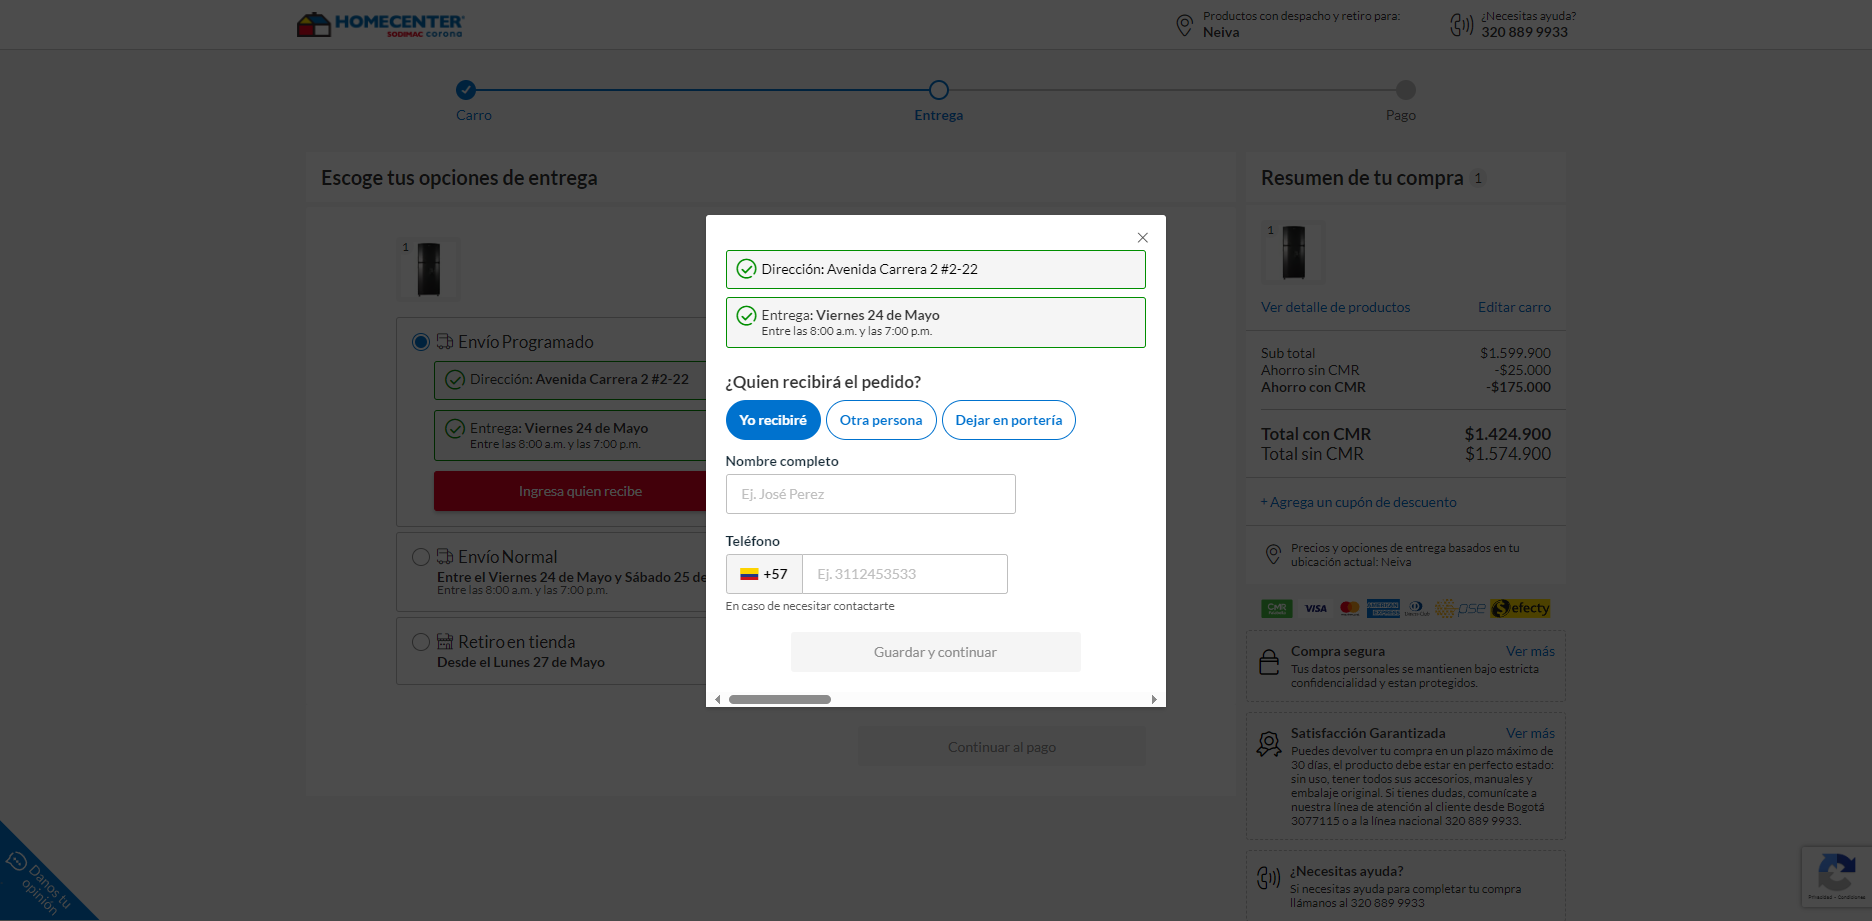 HOMECENTER
SODIMAC corona
Productos con despacho y retiro para:
Neiva
¿Necesitas ayuda?
320 889 9933
Carro
Entrega
Pago
Escoge tus opciones de entrega
1
Envío Programado
Dirección: Avenida Carrera 2 #2-22
Entrega: Viernes 24 de Mayo
Entre las 8:00 a.m. y las 7:00 p.m.
Ingresa quien recibe
Envío Normal
Entre el Viernes 24 de Mayo y Sábado 25 de
Entre las 8:00 a.m. y las 7:00 p.m.
Retiro en tienda
Desde el Lunes 27 de Mayo
Continuar al pago
Dirección: Avenida Carrera 2 #2-22
Entrega: Viernes 24 de Mayo
Entre las 8:00 a.m. y las 7:00 p.m.
¿Quien recibirá el pedido?
Yo recibiré Otra persona Dejar en portería
Nombre completo
Ej. José Perez
Teléfono
+57 Ej. 3112453533
En caso de necesitar contactarte
Guardar y continuar
Resumen de tu compra 1
1
Ver detalle de productos Editar carro
Sub total $1.599.900
Ahorro sin CMR -$25.000
Ahorro con CMR -$175.000
Total con CMR $1.424.900
Total sin CMR $1.574.900
+ Agrega un cupón de descuento
Precios y opciones de entrega basados en tu
ubicación actual: Neiva
CMR VISA AMERICAN EXPRESS pse efecty
Compra segura Ver más
Tus datos personales se mantienen bajo estricta
confidencialidad y estan protegidos.
Satisfacción Garantizada Ver más
Puedes devolver tu compra en un plazo máximo de
30 días, el producto debe estar en perfecto estado:
sin uso, tener todos sus accesorios, manuales y
embalaje original. Si tienes dudas, comunícate a
nuestra línea de atención al cliente desde Bogotá
3077115 o a la línea nacional 320 889 9933.
¿Necesitas ayuda?
Si necesitas ayuda para completar tu compra
llámanos al 320 889 9933
Danos tu
opinión
Privacidad - Condiciones